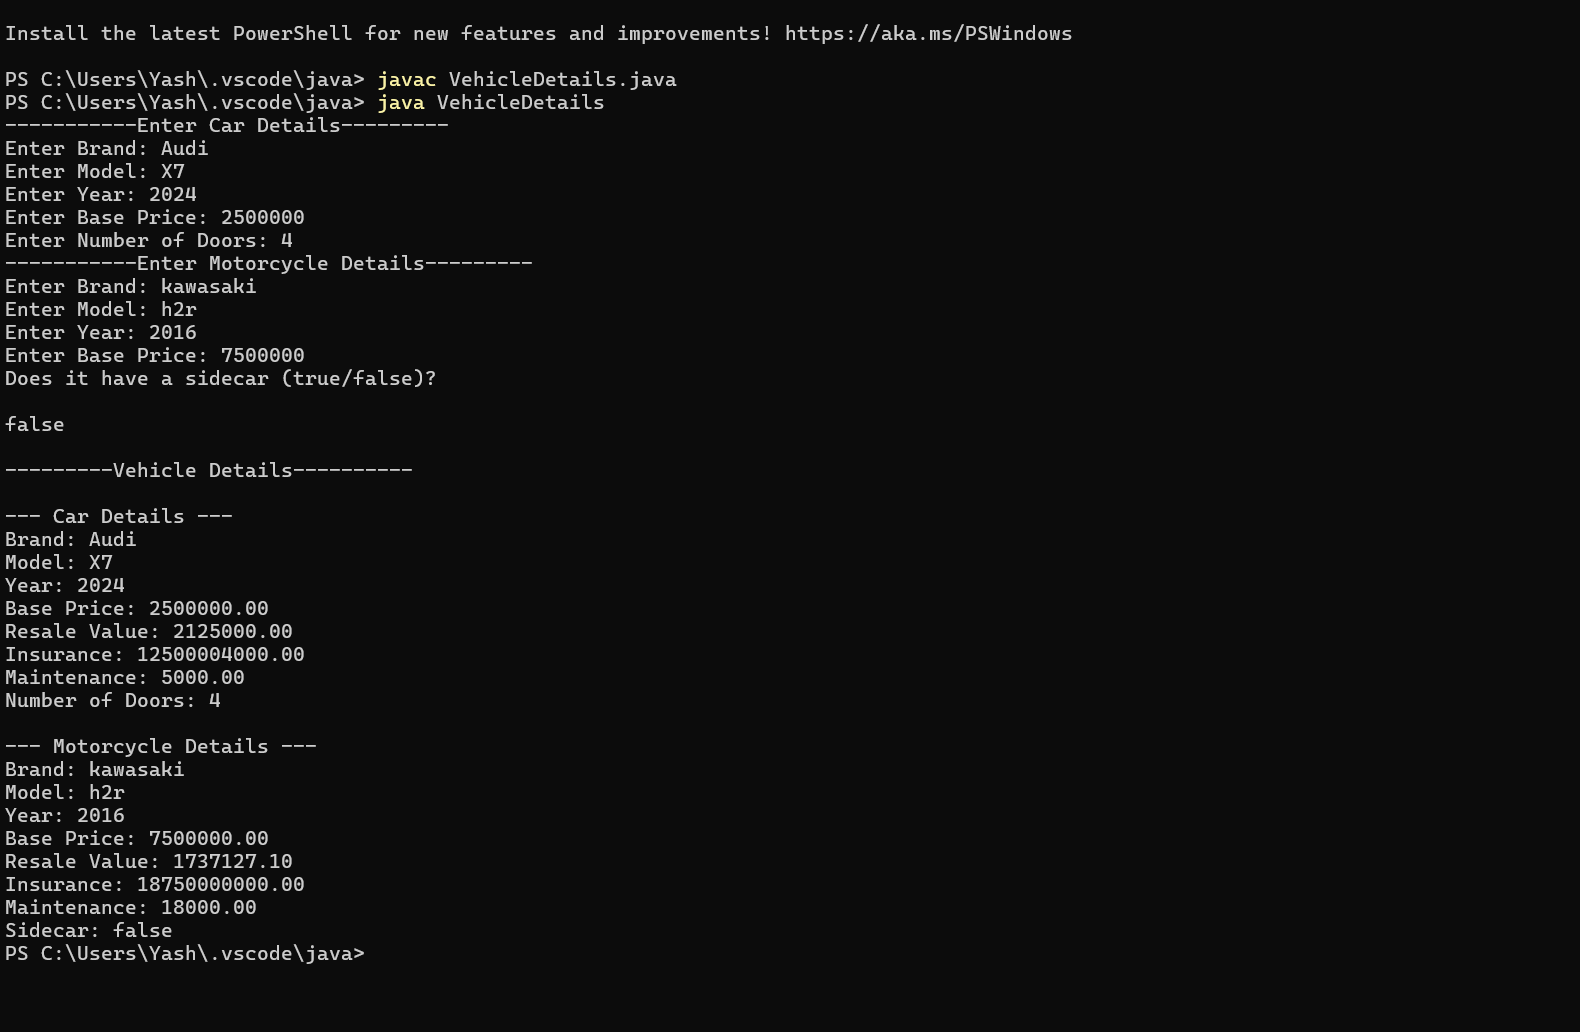 Install the latest PowerShell for new features and improvements! https://aka.ms/PSWindows
PS C:\Users\Yash\.vscode\java> javac VehicleDetails.java
PS C:\Users\Yash\.vscode\java> java VehicleDetails
-----------Enter Car Details---------
Enter Brand: Audi
Enter Model: X7
Enter Year: 2024
Enter Base Price: 2500000
Enter Number of Doors: 4
-----------Enter Motorcycle Details---------
Enter Brand: kawasaki
Enter Model: h2r
Enter Year: 2016
Enter Base Price: 7500000
Does it have a sidecar (true/false)?
false
---------Vehicle Details----------
--- Car Details ---
Brand: Audi
Model: X7
Year: 2024
Base Price: 2500000.00
Resale Value: 2125000.00
Insurance: 12500004000.00
Maintenance: 5000.00
Number of Doors: 4
--- Motorcycle Details ---
Brand: kawasaki
Model: h2r
Year: 2016
Base Price: 7500000.00
Resale Value: 1737127.10
Insurance: 18750000000.00
Maintenance: 18000.00
Sidecar: false
PS C:\Users\Yash\.vscode\java>